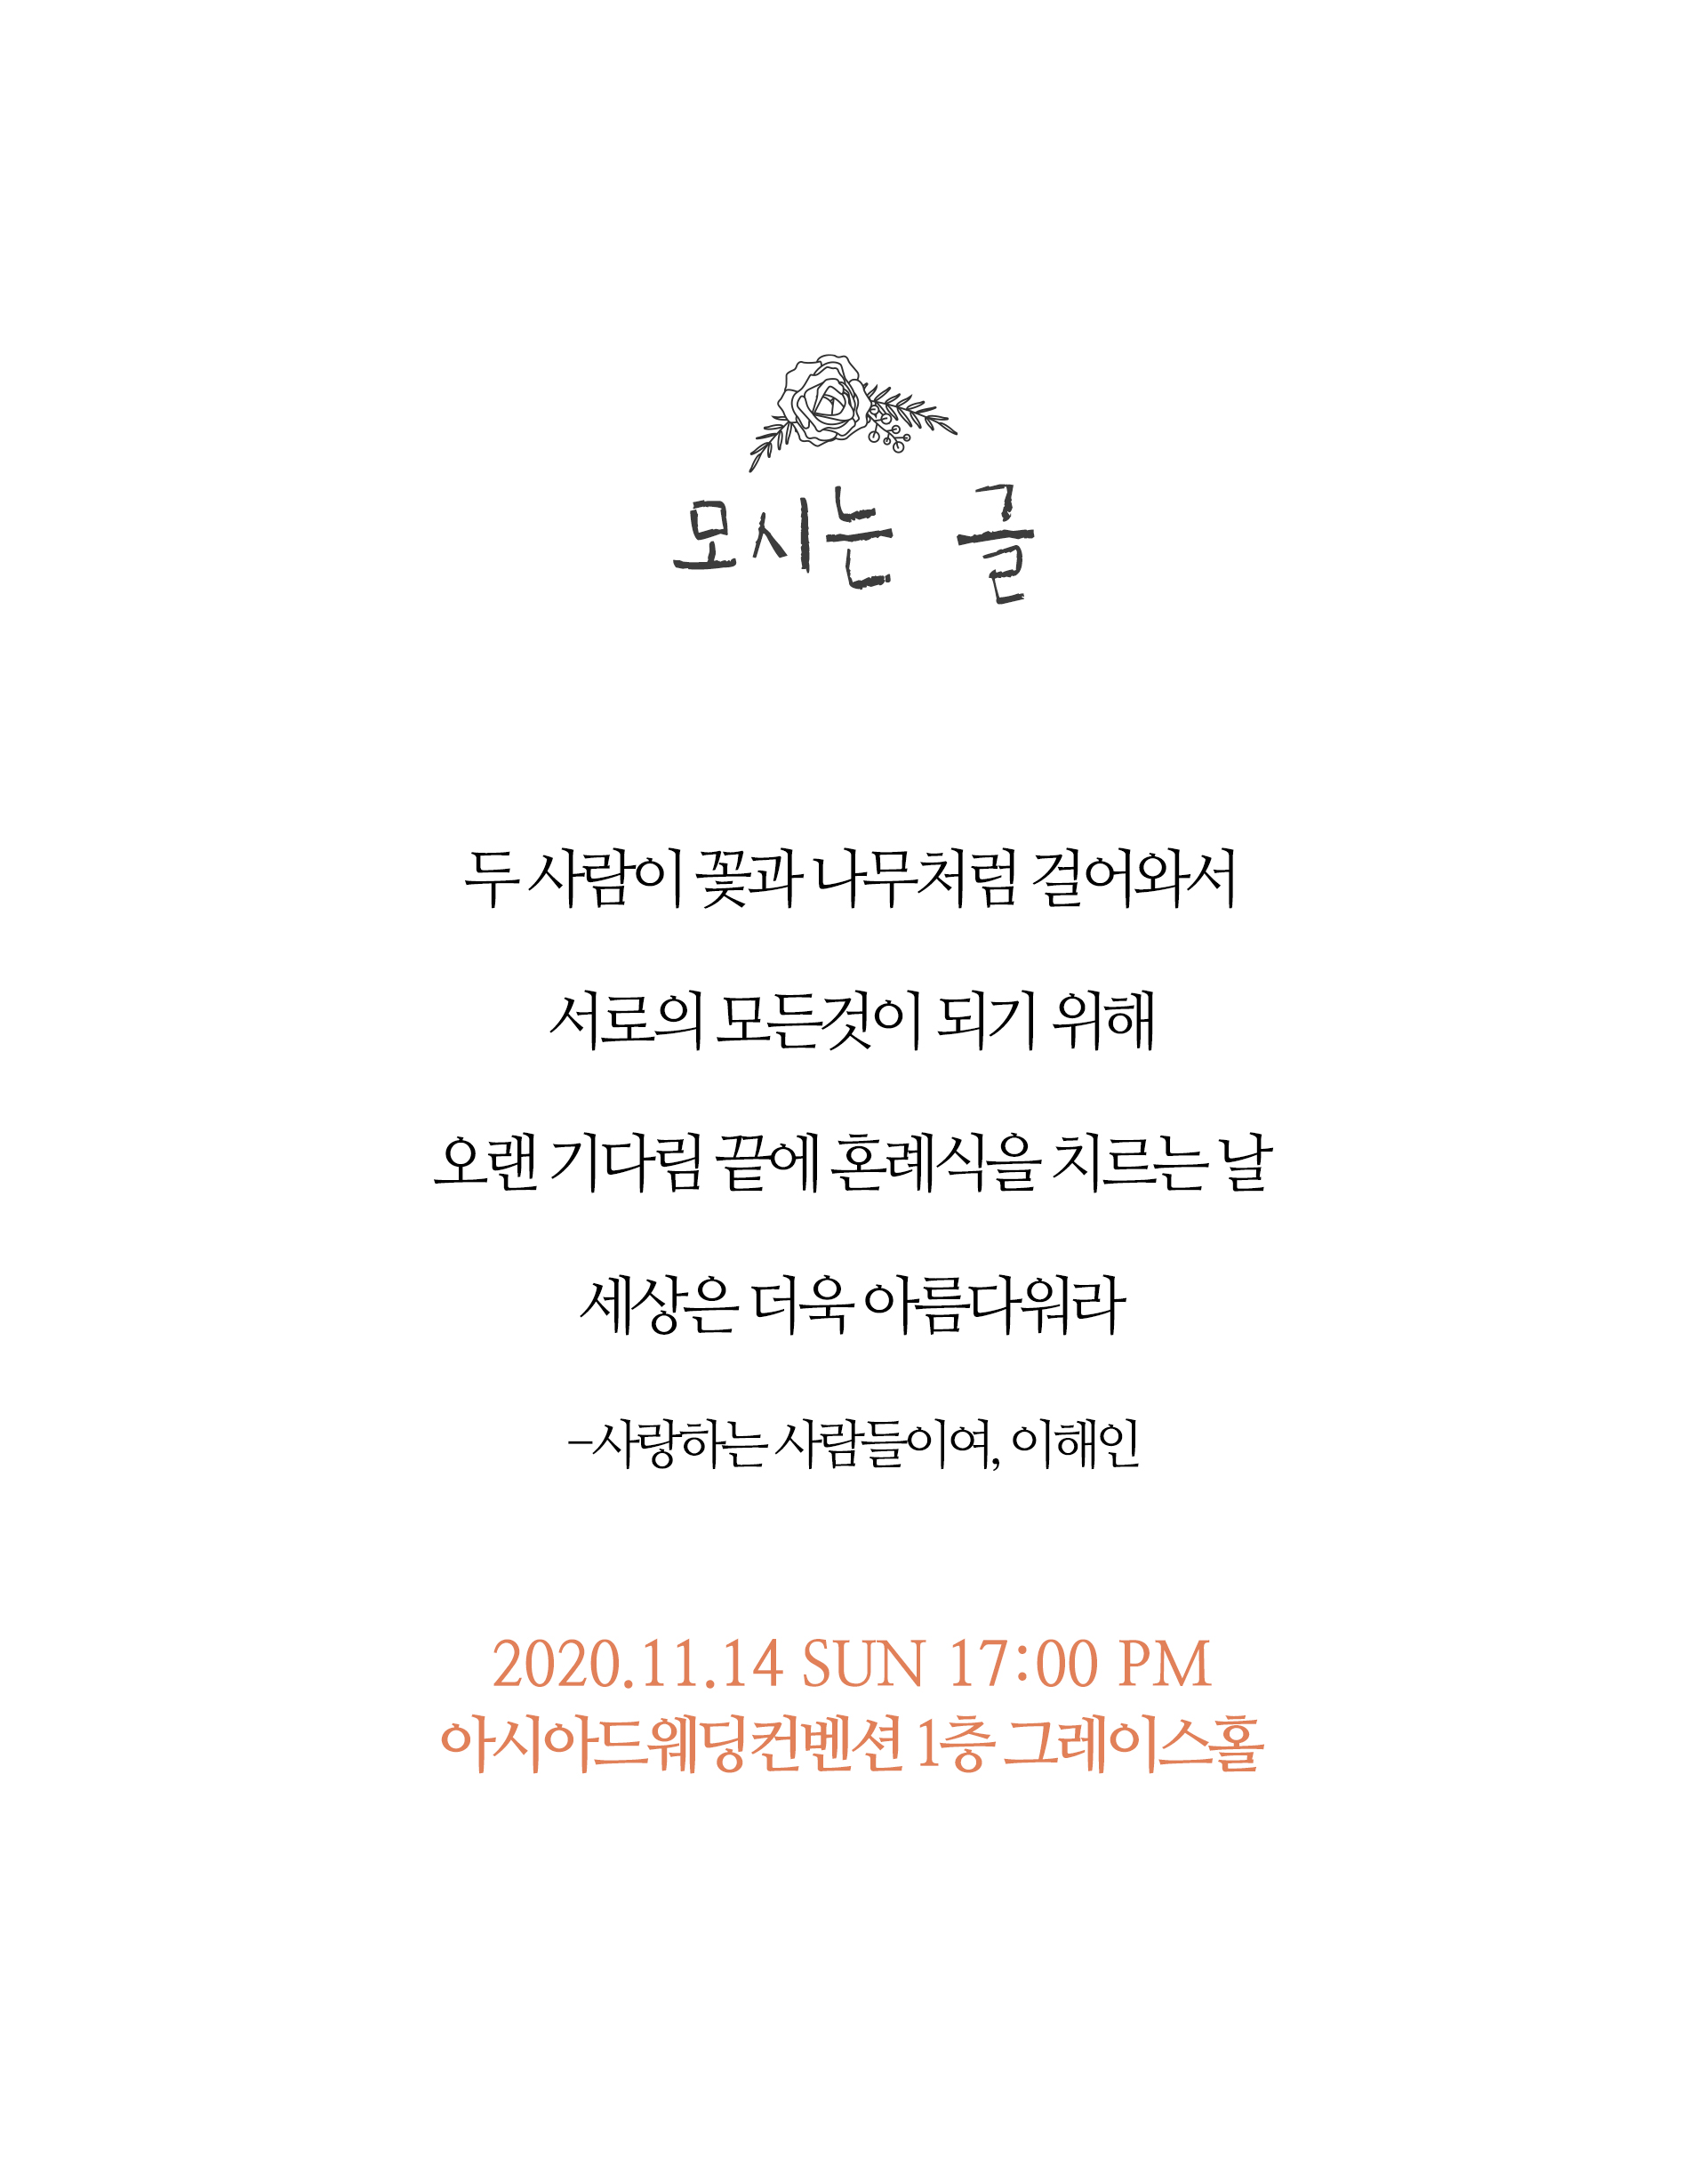 모시는 글
두 사람이 꽃과 나무처럼 걸어와서
서로의 모든것이 되기 위해
오랜 기다림 끝에 혼례식을 치르는 날
세상은 더욱 아름다워라
-사랑하는 사람들이여, 이해인
2020.11.14 SUN 17:00 PM
아시아드웨딩컨벤션 1층 그레이스홀